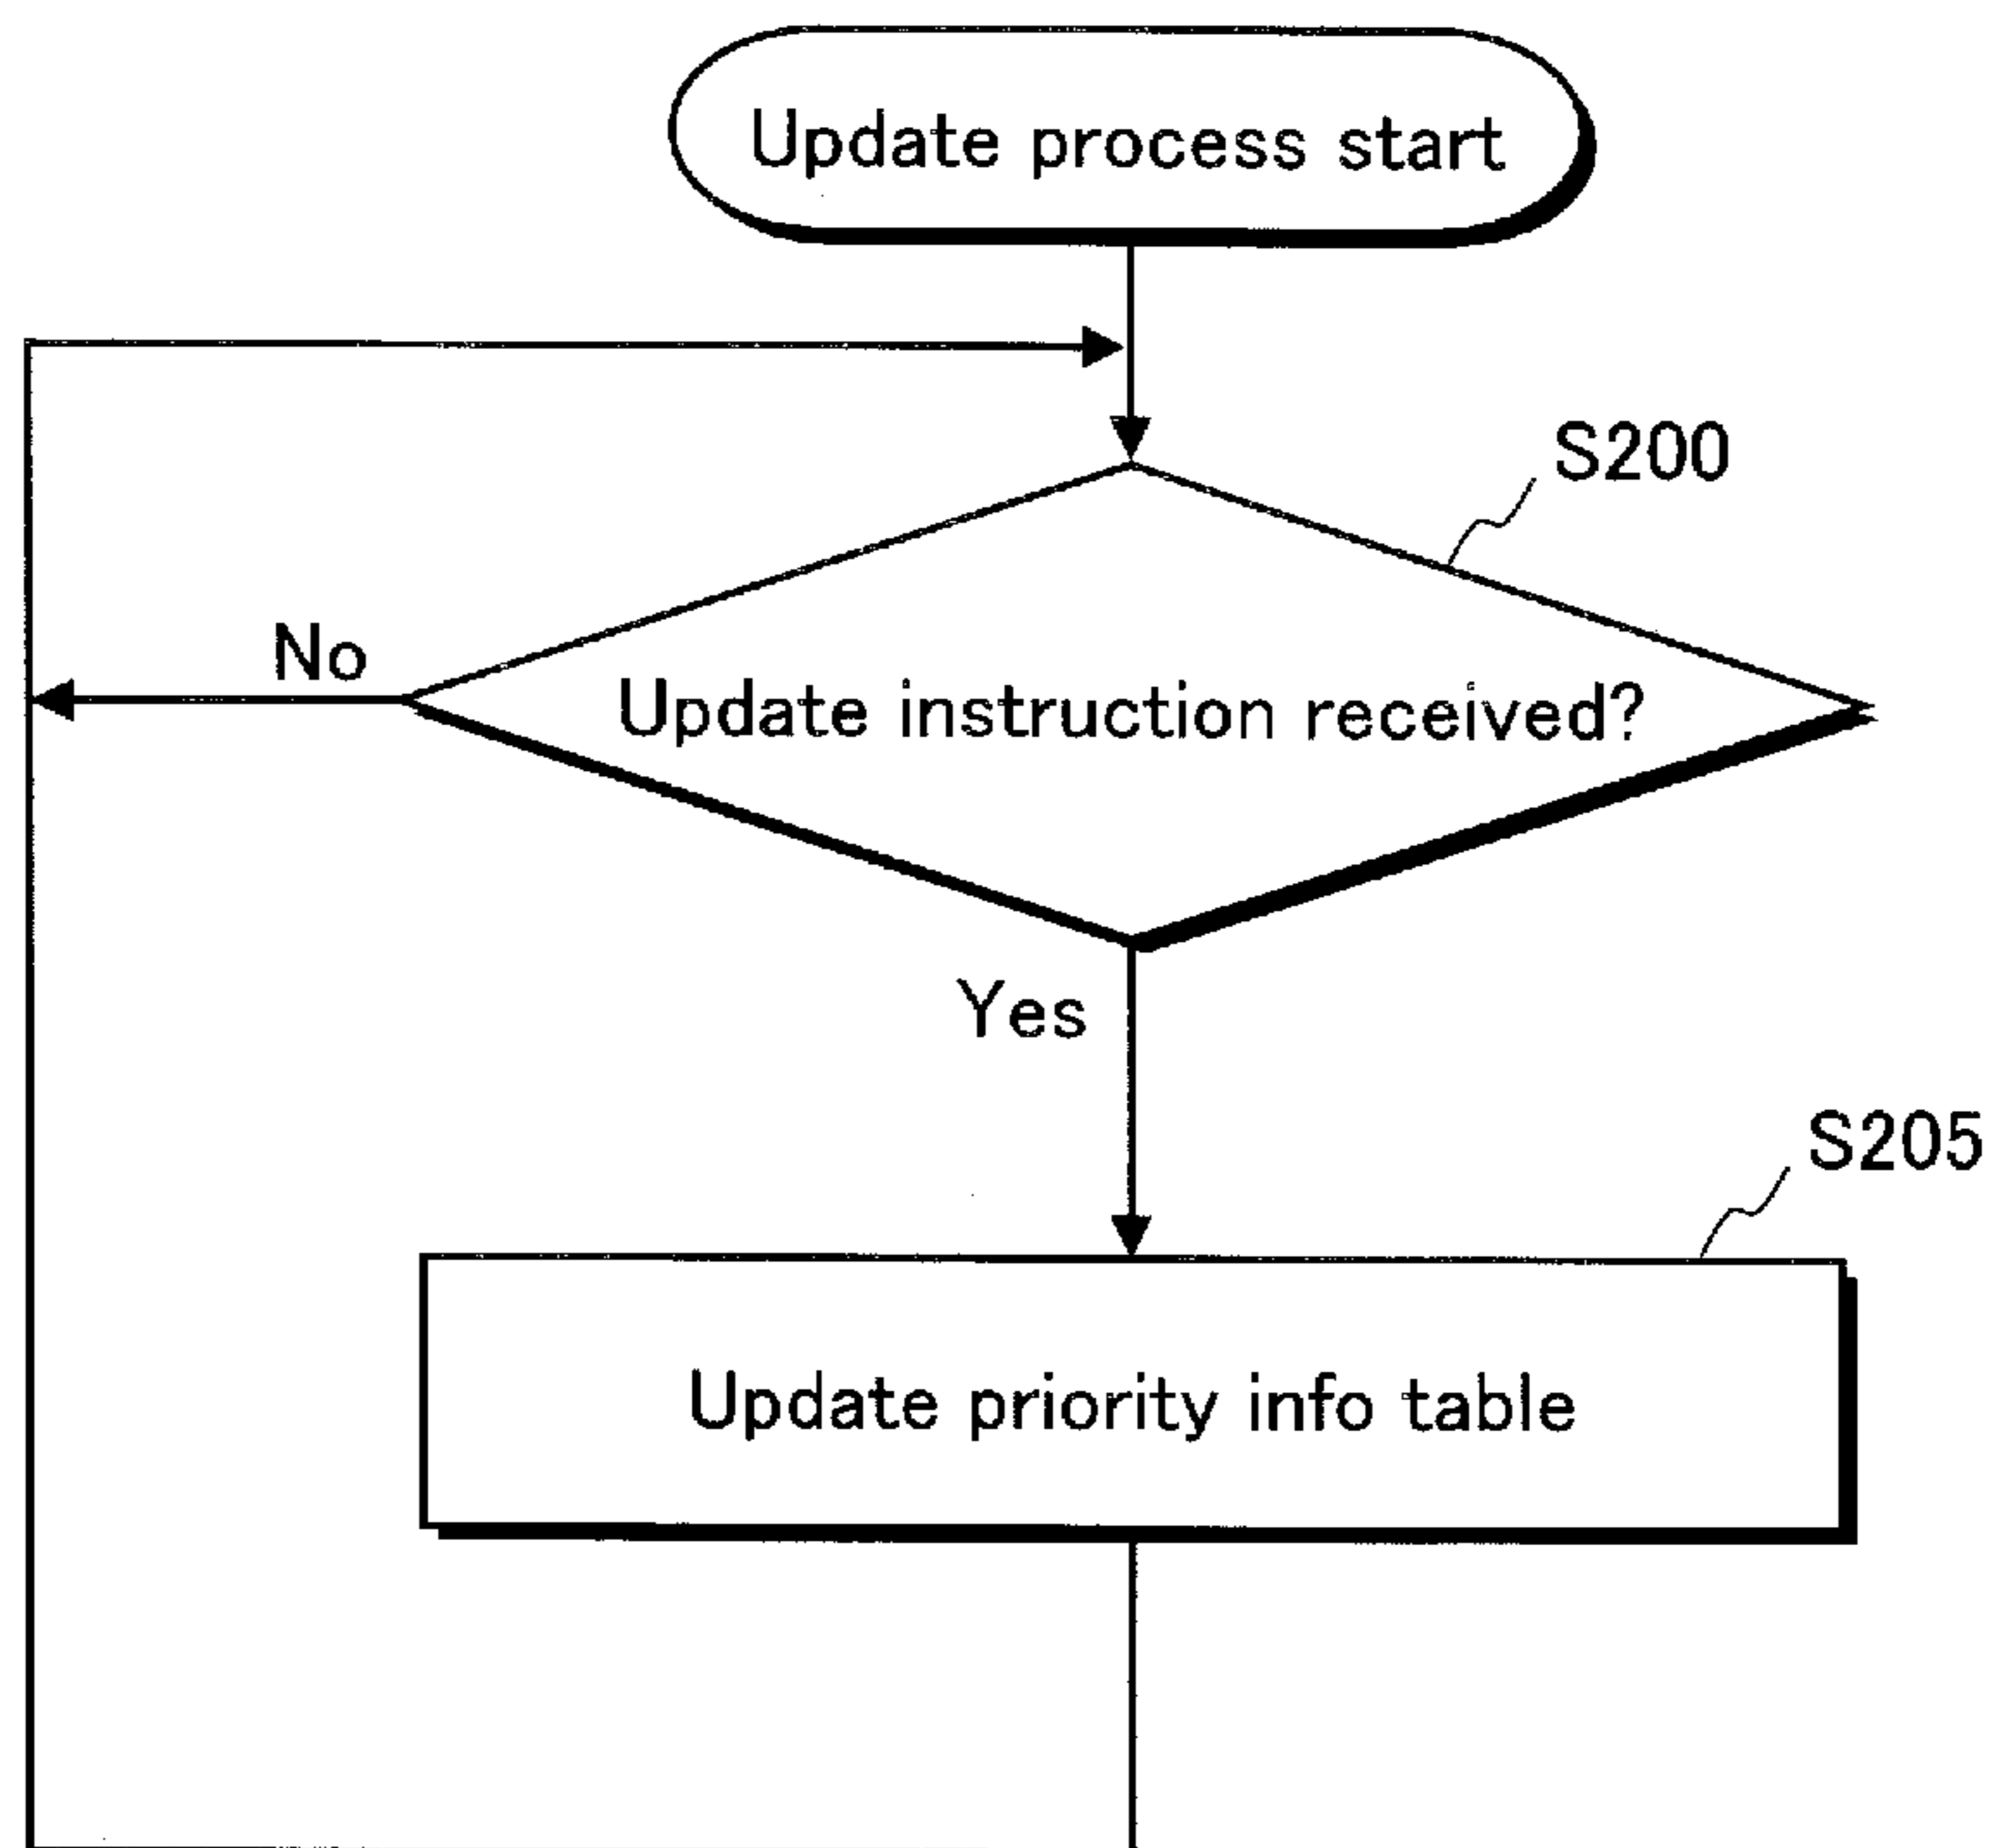 Update process start
S200
No
Update instruction received?
Yes
S205
Update priority info table